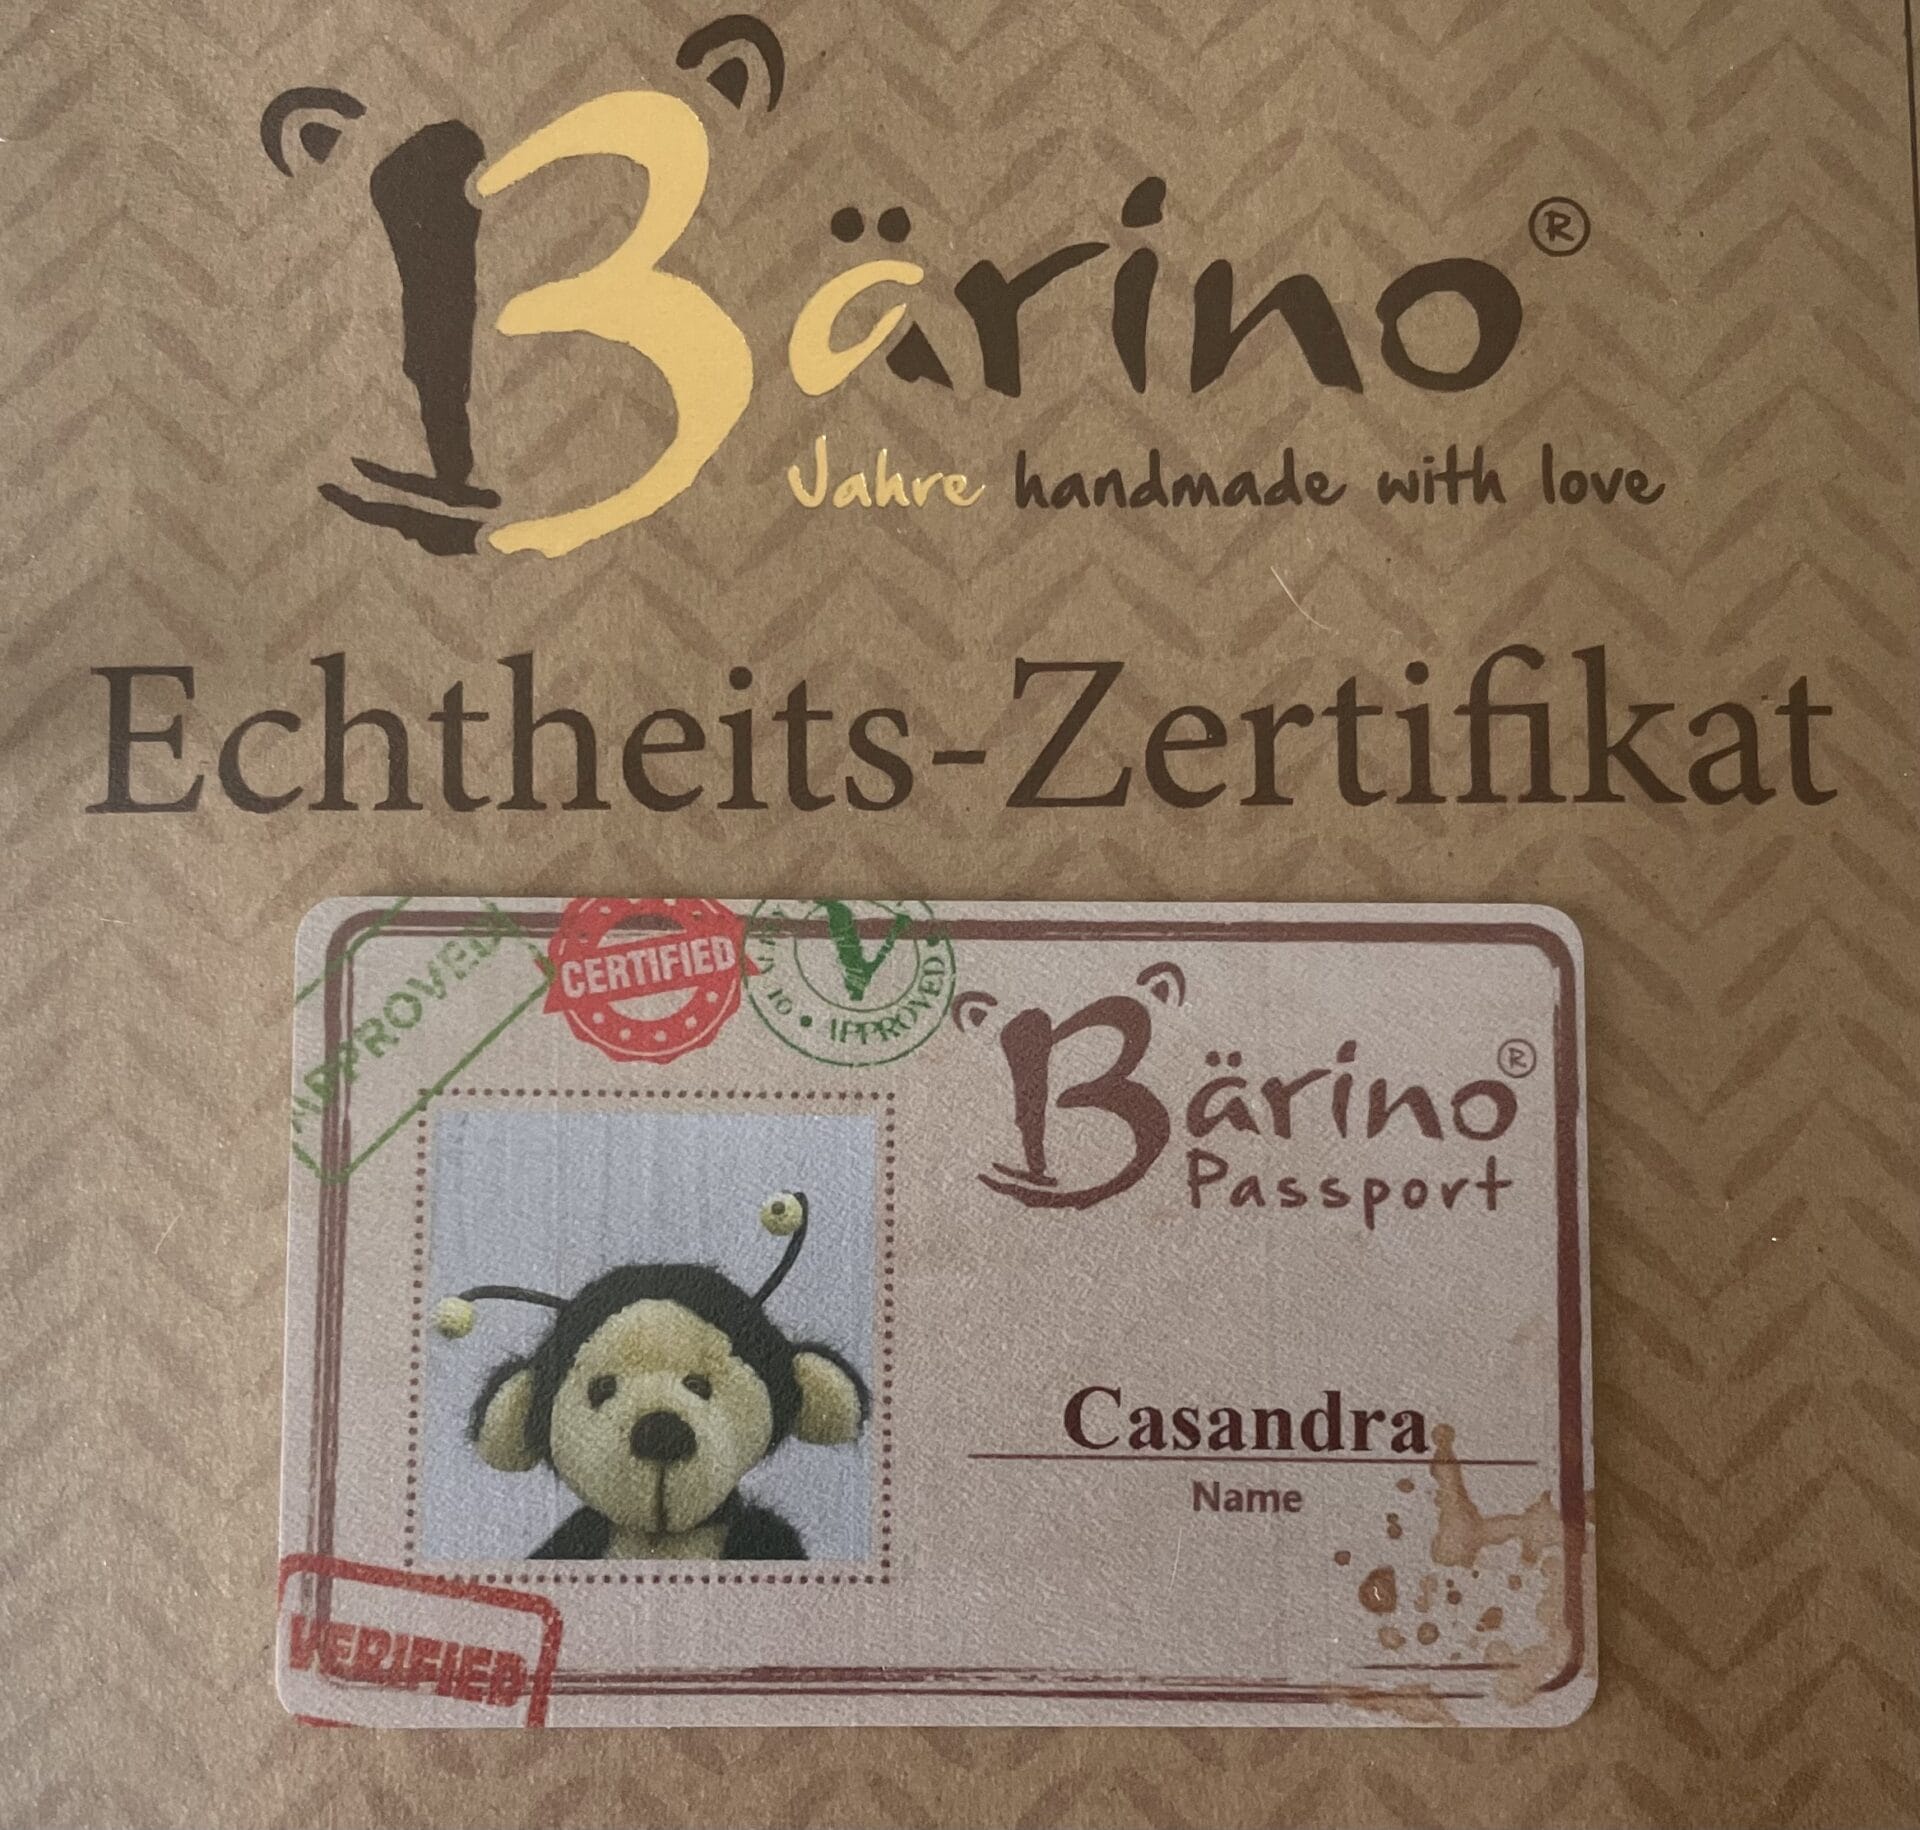 Bärino®
Jahre handmade with love
Echtheits-Zertifikat
APPROVED
CERTIFIED
APPROVED
Bärino®
Passport
Casandra
Name
VERIFIED